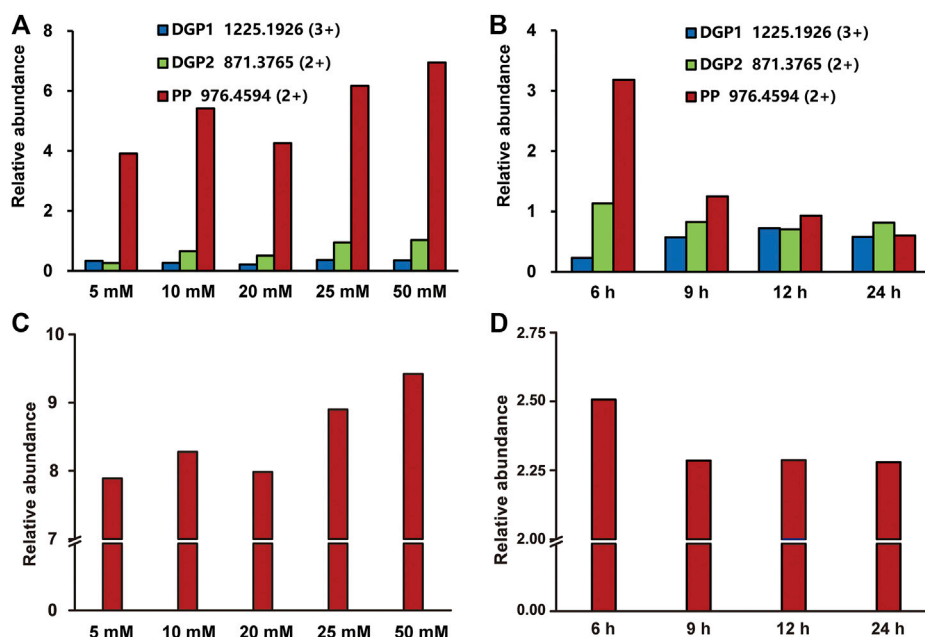 A
DGP1 1225.1926 (3+)
DGP2 871.3765 (2+)
PP 976.4594 (2+)
Relative abundance
8
6
4
2
0
5 mM 10 mM 20 mM 25 mM 50 mM
B
DGP1 1225.1926 (3+)
DGP2 871.3765 (2+)
PP 976.4594 (2+)
Relative abundance
4
3
2
1
0
6 h 9 h 12 h 24 h
C
Relative abundance
10
9
8
7
0
5 mM 10 mM 20 mM 25 mM 50 mM
D
Relative abundance
2.75
2.50
2.25
2.00
0.00
6 h 9 h 12 h 24 h